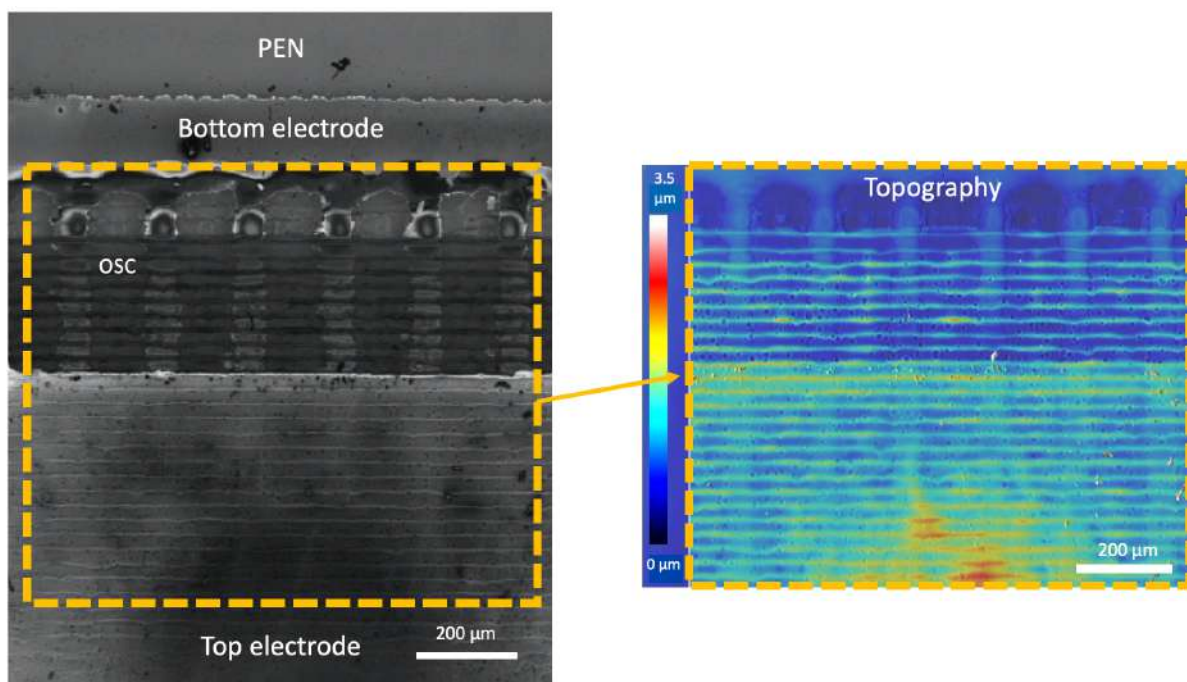 PEN
Bottom electrode
OSC
Top electrode
200 µm
3.5
µm
Topography
0 µm
200 µm